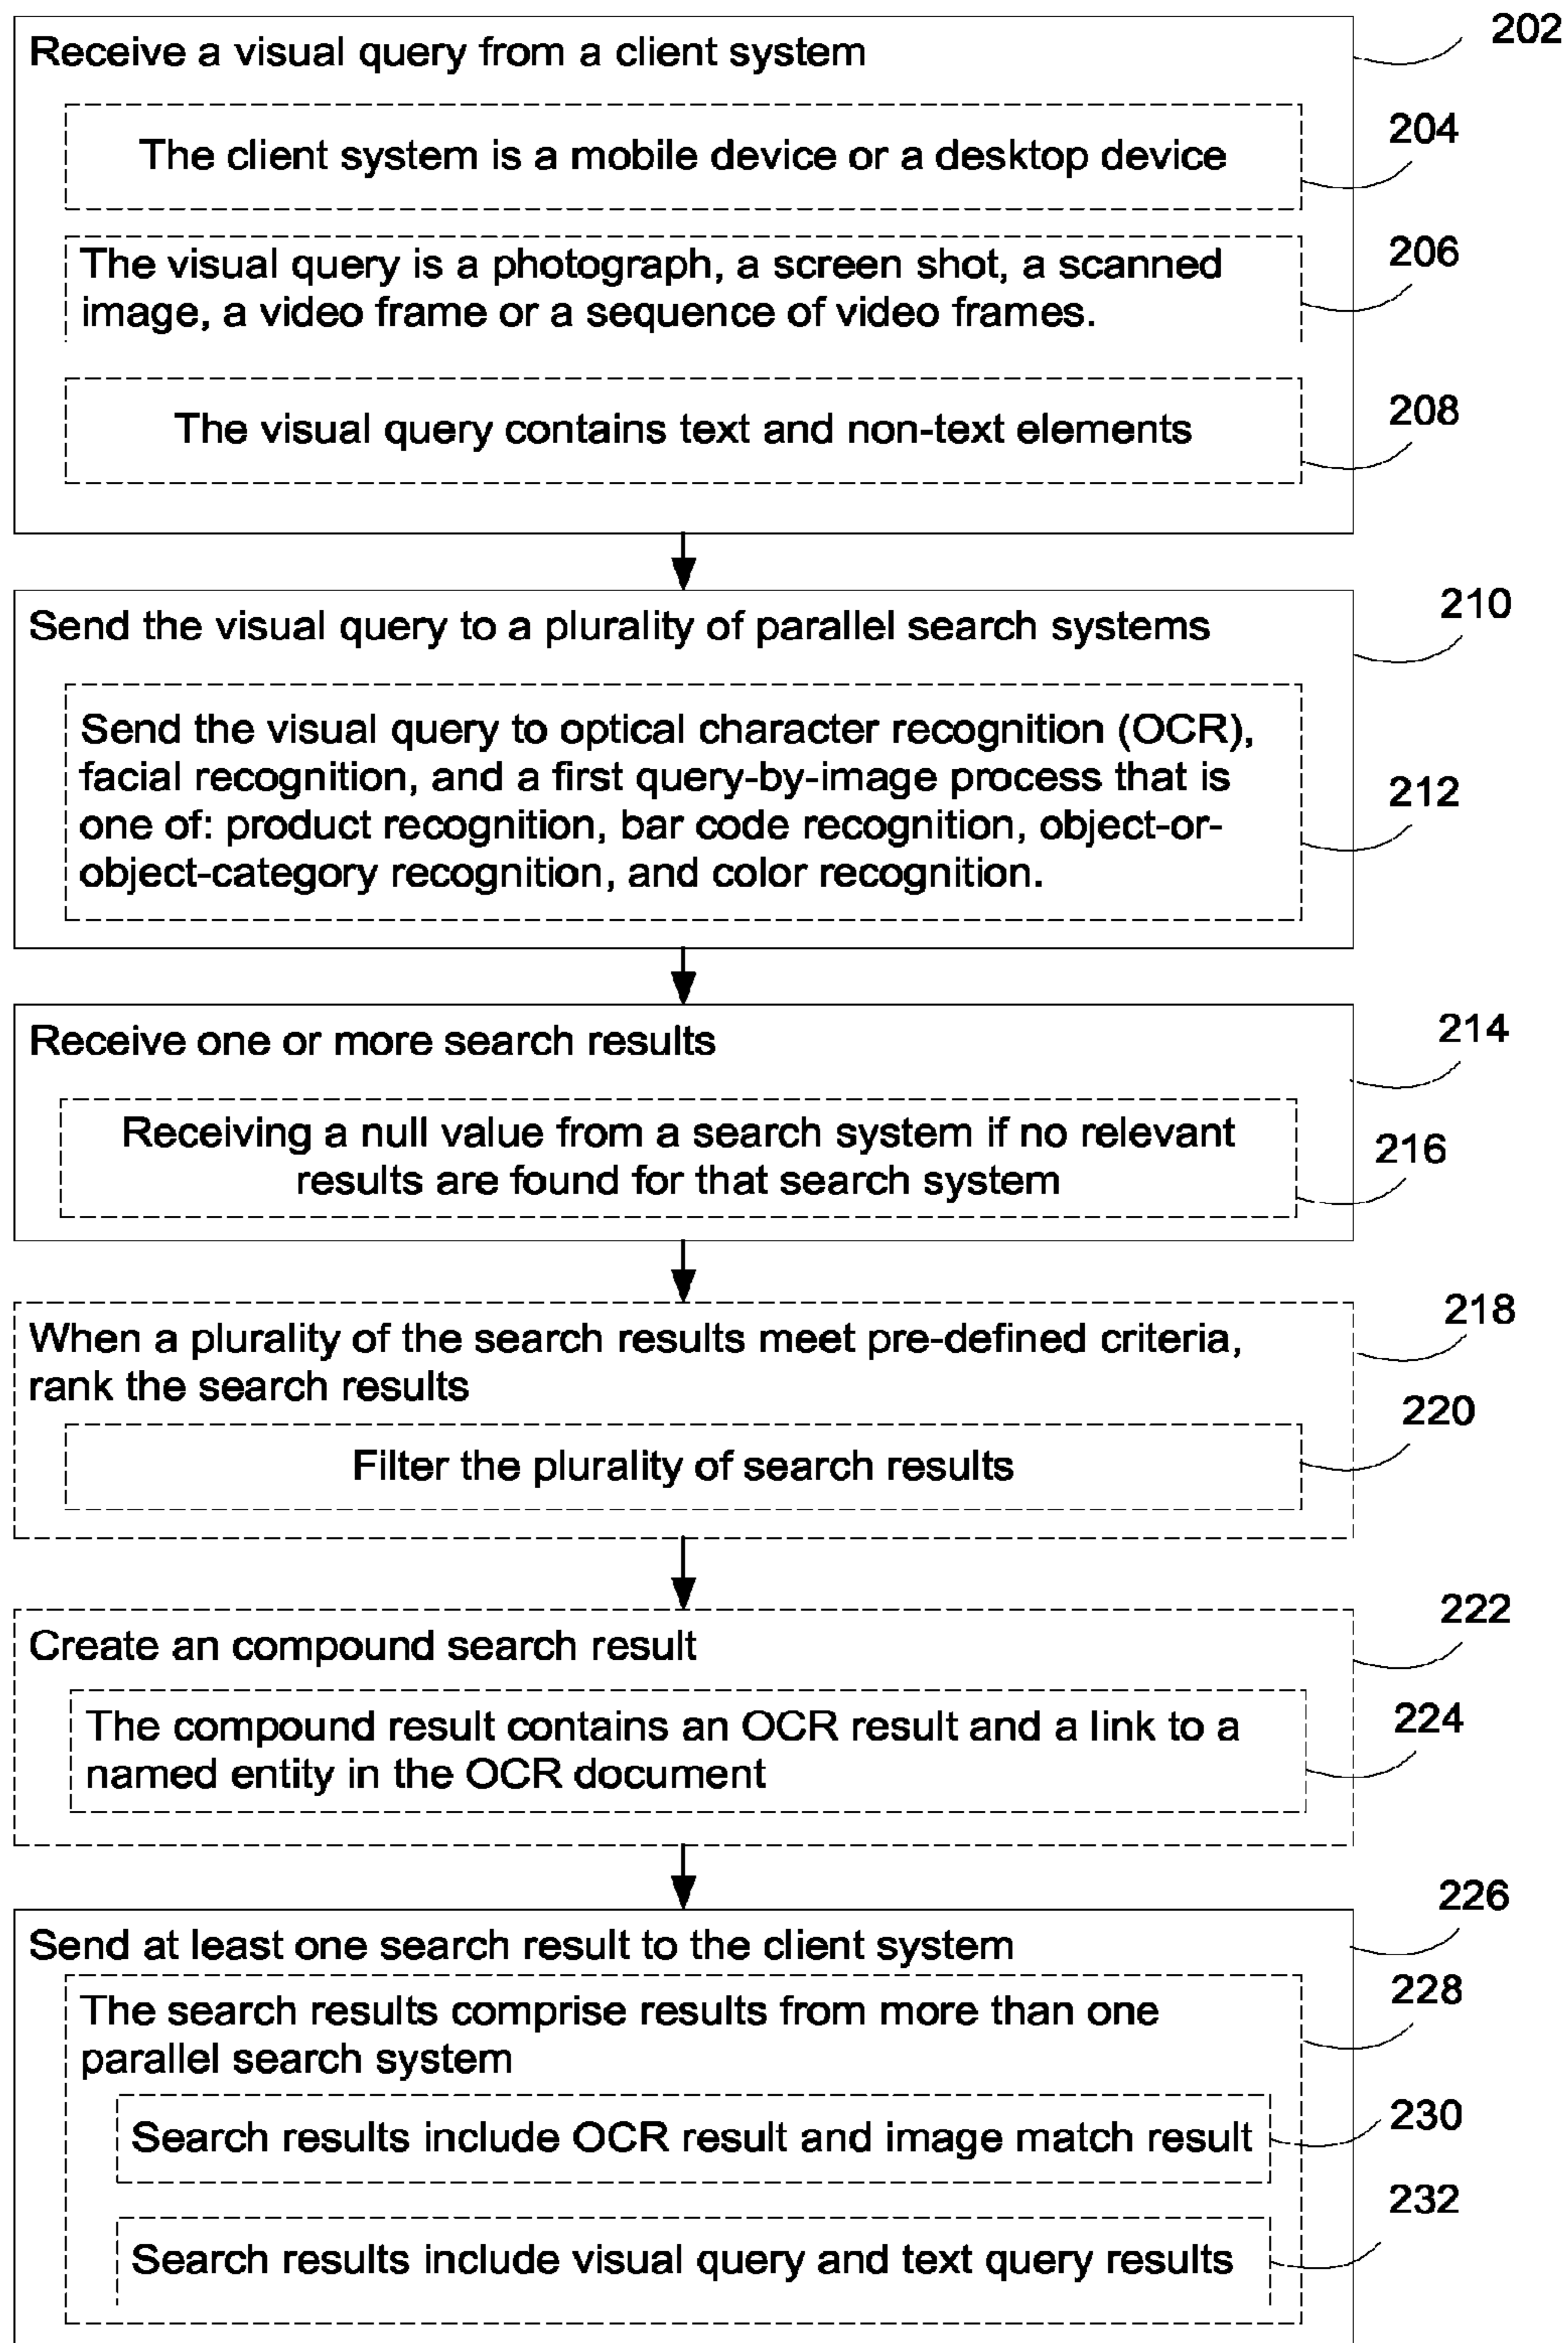 Receive a visual query from a client system
202
The client system is a mobile device or a desktop device
204
The visual query is a photograph, a screen shot, a scanned
image, a video frame or a sequence of video frames.
206
The visual query contains text and non-text elements
208
Send the visual query to a plurality of parallel search systems
210
Send the visual query to optical character recognition (OCR),
facial recognition, and a first query-by-image process that is
one of: product recognition, bar code recognition, object-or-
object-category recognition, and color recognition.
212
Receive one or more search results
214
Receiving a null value from a search system if no relevant
results are found for that search system
216
When a plurality of the search results meet pre-defined criteria,
rank the search results
218
Filter the plurality of search results
220
Create an compound search result
222
The compound result contains an OCR result and a link to a
named entity in the OCR document
224
Send at least one search result to the client system
226
The search results comprise results from more than one
parallel search system
228
Search results include OCR result and image match result
230
Search results include visual query and text query results
232